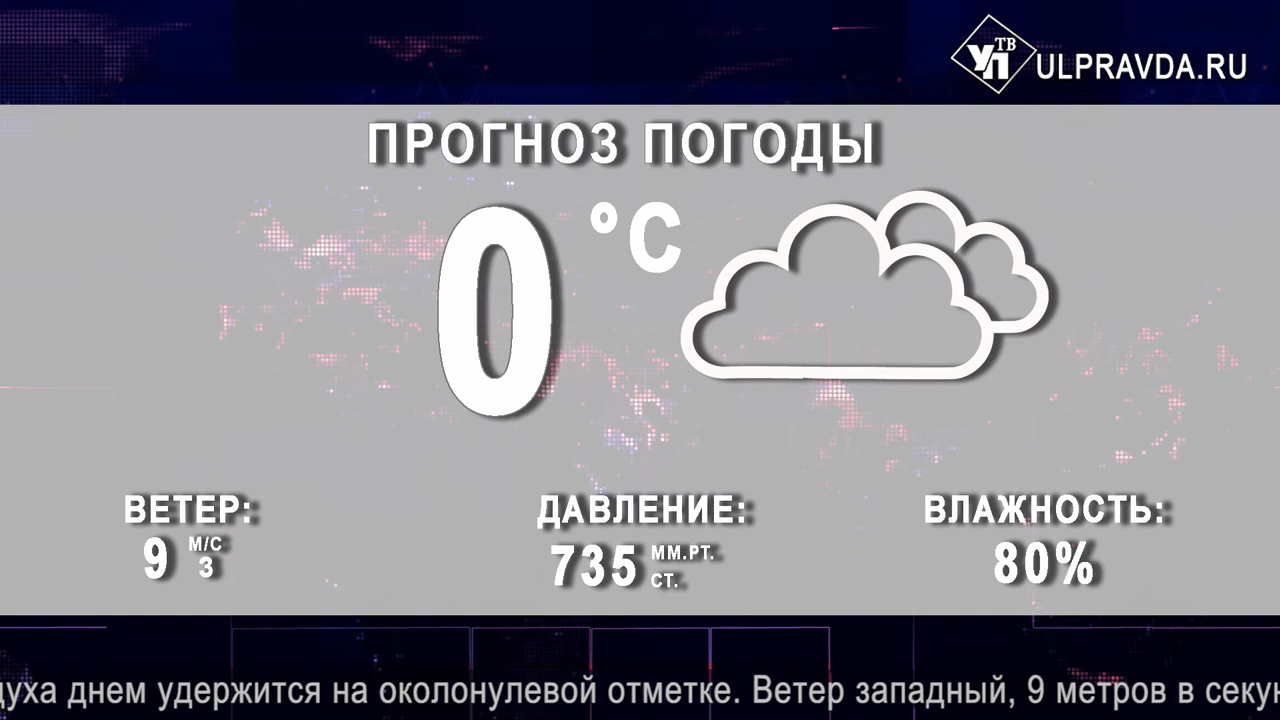 УП ТВ
ULPRAVDA.RU
ПРОГНОЗ ПОГОДЫ
0 °C
ВЕТЕР:
9 М/С
З
ДАВЛЕНИЕ:
735 ММ.РТ.
СТ.
ВЛАЖНОСТЬ:
80%
духа днем удержится на околонулевой отметке. Ветер западный, 9 метров в секун